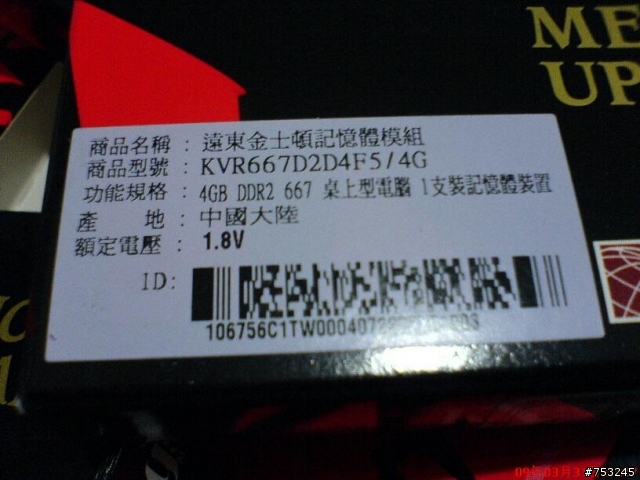 ME
UP
商品名稱：遠東金士頓記憶體模組
商品型號：KVR667D2D4F5/4G
功能規格：4GB DDR2 667 桌上型電腦 1支裝記憶體裝置
產 地：中國大陸
額定電壓：1.8V
ID:
#753245